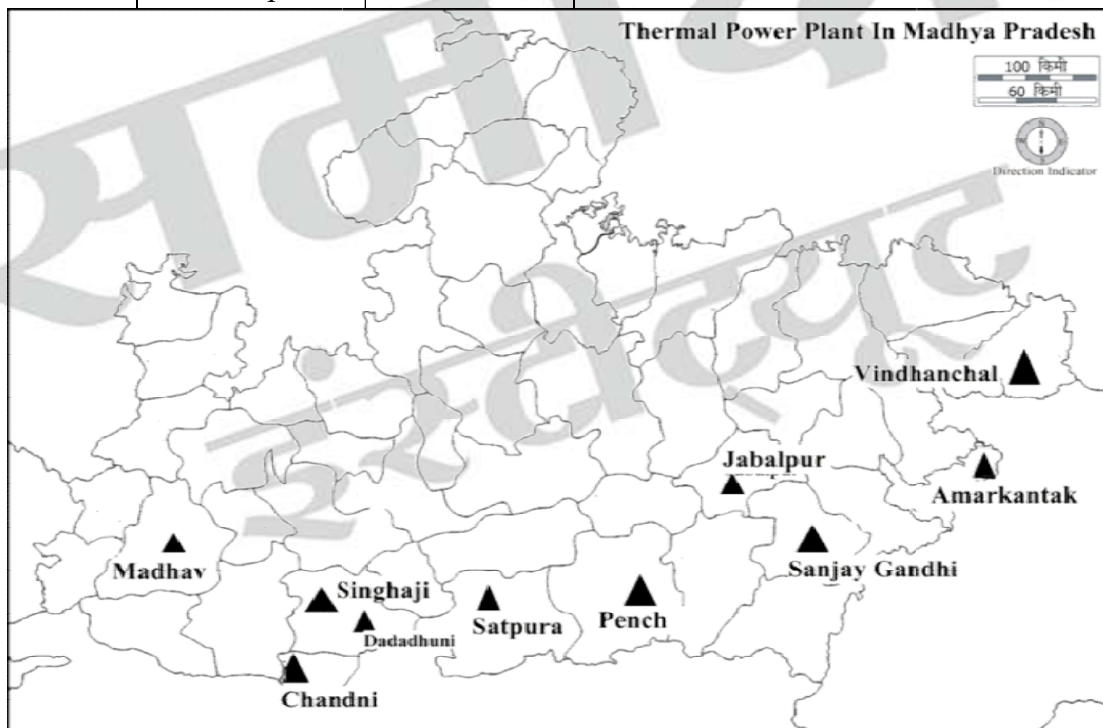 Thermal Power Plant In Madhya Pradesh
100 किमी
60 किमी
Direction Indicator
Vindhanchal
Jabalpur
Amarkantak
Madhav
Sanjay Gandhi
Singhaji
Satpura
Pench
Dadadhuni
Chandni
इंस्टीट्यूट